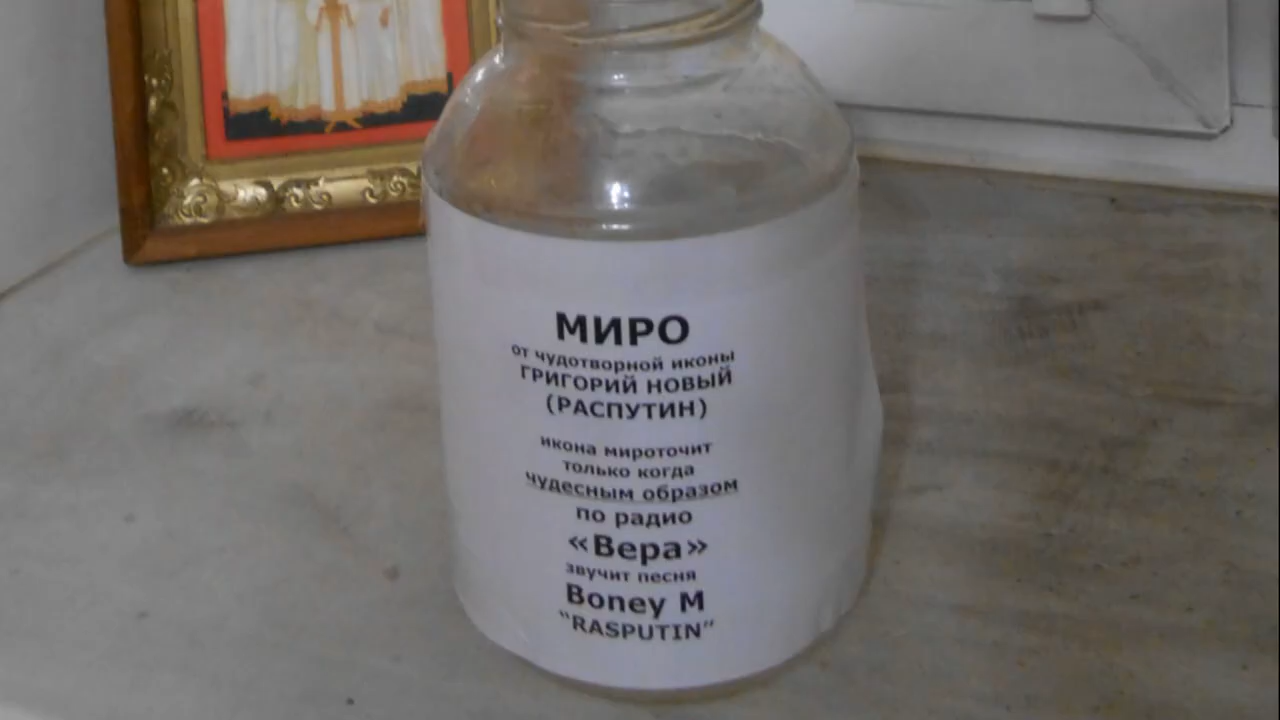 МИРО
от чудотворной иконы
ГРИГОРИЙ НОВЫЙ
(РАСПУТИН)
икона мироточит
только когда
чудесным образом
по радио
«Вера»
звучит песня
Boney M
“RASPUTIN”